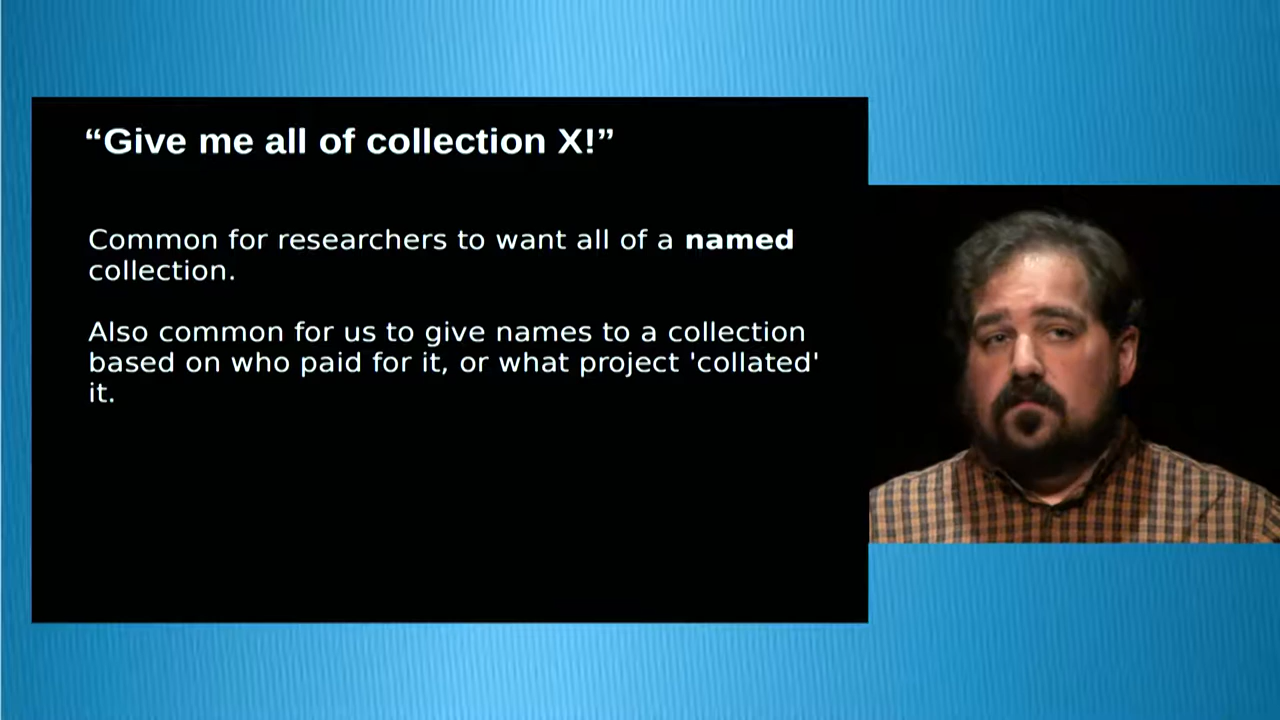 “Give me all of collection X!”
Common for researchers to want all of a named
collection.
Also common for us to give names to a collection
based on who paid for it, or what project 'collated'
it.